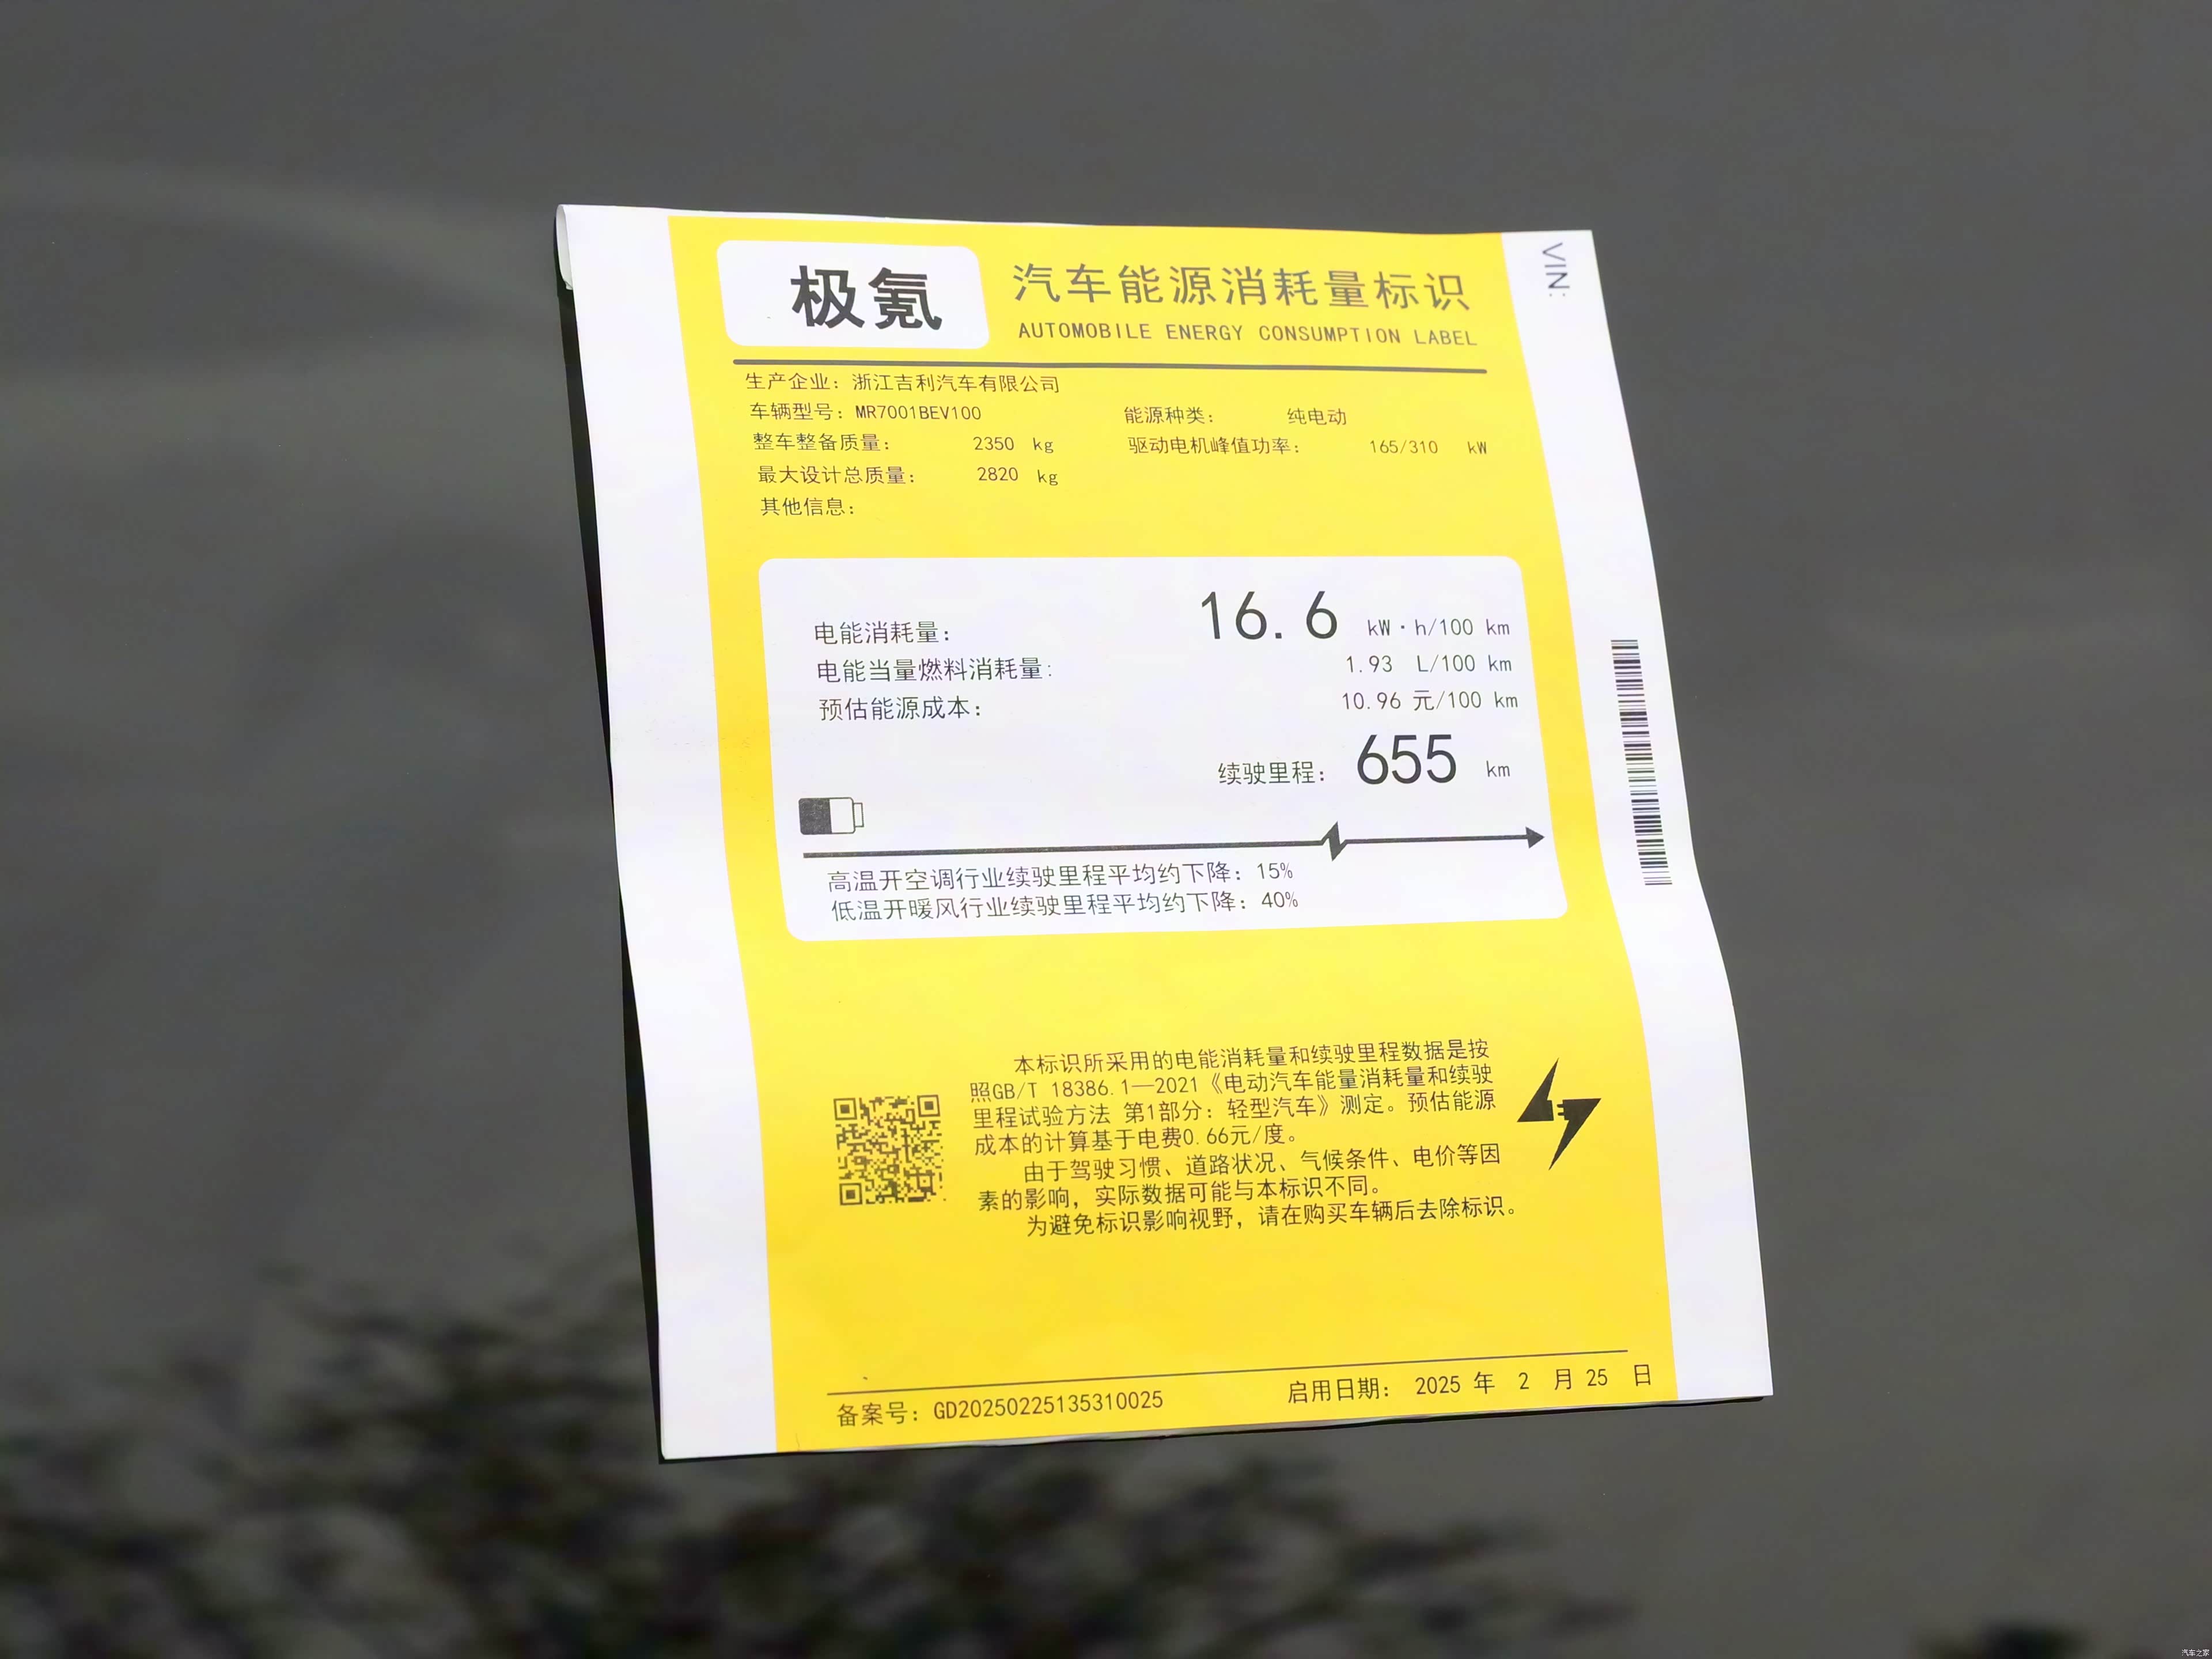 极氪
汽车能源消耗量标识
AUTOMOBILE ENERGY CONSUMPTION LABEL
VIN:
生产企业：浙江吉利汽车有限公司
车辆型号：MR7001BEV100 能源种类： 纯电动
整车整备质量： 2350 kg 驱动电机峰值功率： 165/310 kW
最大设计总质量： 2820 kg
其他信息：
电能消耗量： 16.6 kW·h/100 km
电能当量燃料消耗量： 1.93 L/100 km
预估能源成本： 10.96 元/100 km
续驶里程： 655 km
高温开空调行业续驶里程平均约下降：15%
低温开暖风行业续驶里程平均约下降：40%
本标识所采用的电能消耗量和续驶里程数据是按
照GB/T 18386.1—2021《电动汽车能量消耗量和续驶
里程试验方法 第1部分：轻型汽车》测定。预估能源
成本的计算基于电费0.66元/度。
由于驾驶习惯、道路状况、气候条件、电价等因
素的影响，实际数据可能与本标识不同。
为避免标识影响视野，请在购买车辆后去除标识。
备案号：GD20250225135310025 启用日期： 2025 年 2 月 25 日
汽车之家